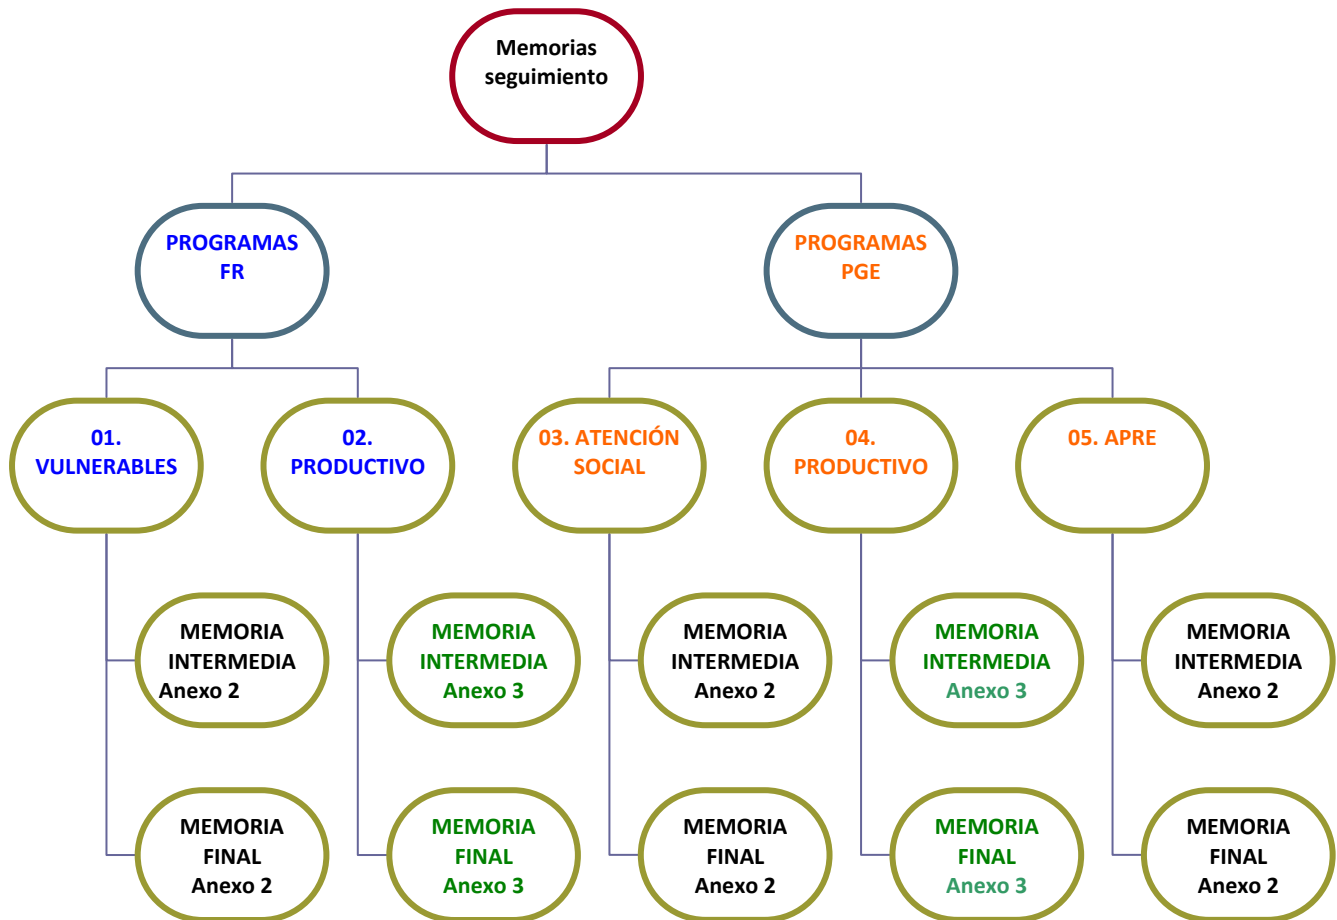 Memorias
seguimiento
PROGRAMAS
FR
PROGRAMAS
PGE
01.
VULNERABLES
02.
PRODUCTIVO
03. ATENCIÓN
SOCIAL
04.
PRODUCTIVO
05. APRE
MEMORIA
INTERMEDIA
Anexo 2
MEMORIA
INTERMEDIA
Anexo 3
MEMORIA
INTERMEDIA
Anexo 2
MEMORIA
INTERMEDIA
Anexo 3
MEMORIA
INTERMEDIA
Anexo 2
MEMORIA
FINAL
Anexo 2
MEMORIA
FINAL
Anexo 3
MEMORIA
FINAL
Anexo 2
MEMORIA
FINAL
Anexo 3
MEMORIA
FINAL
Anexo 2